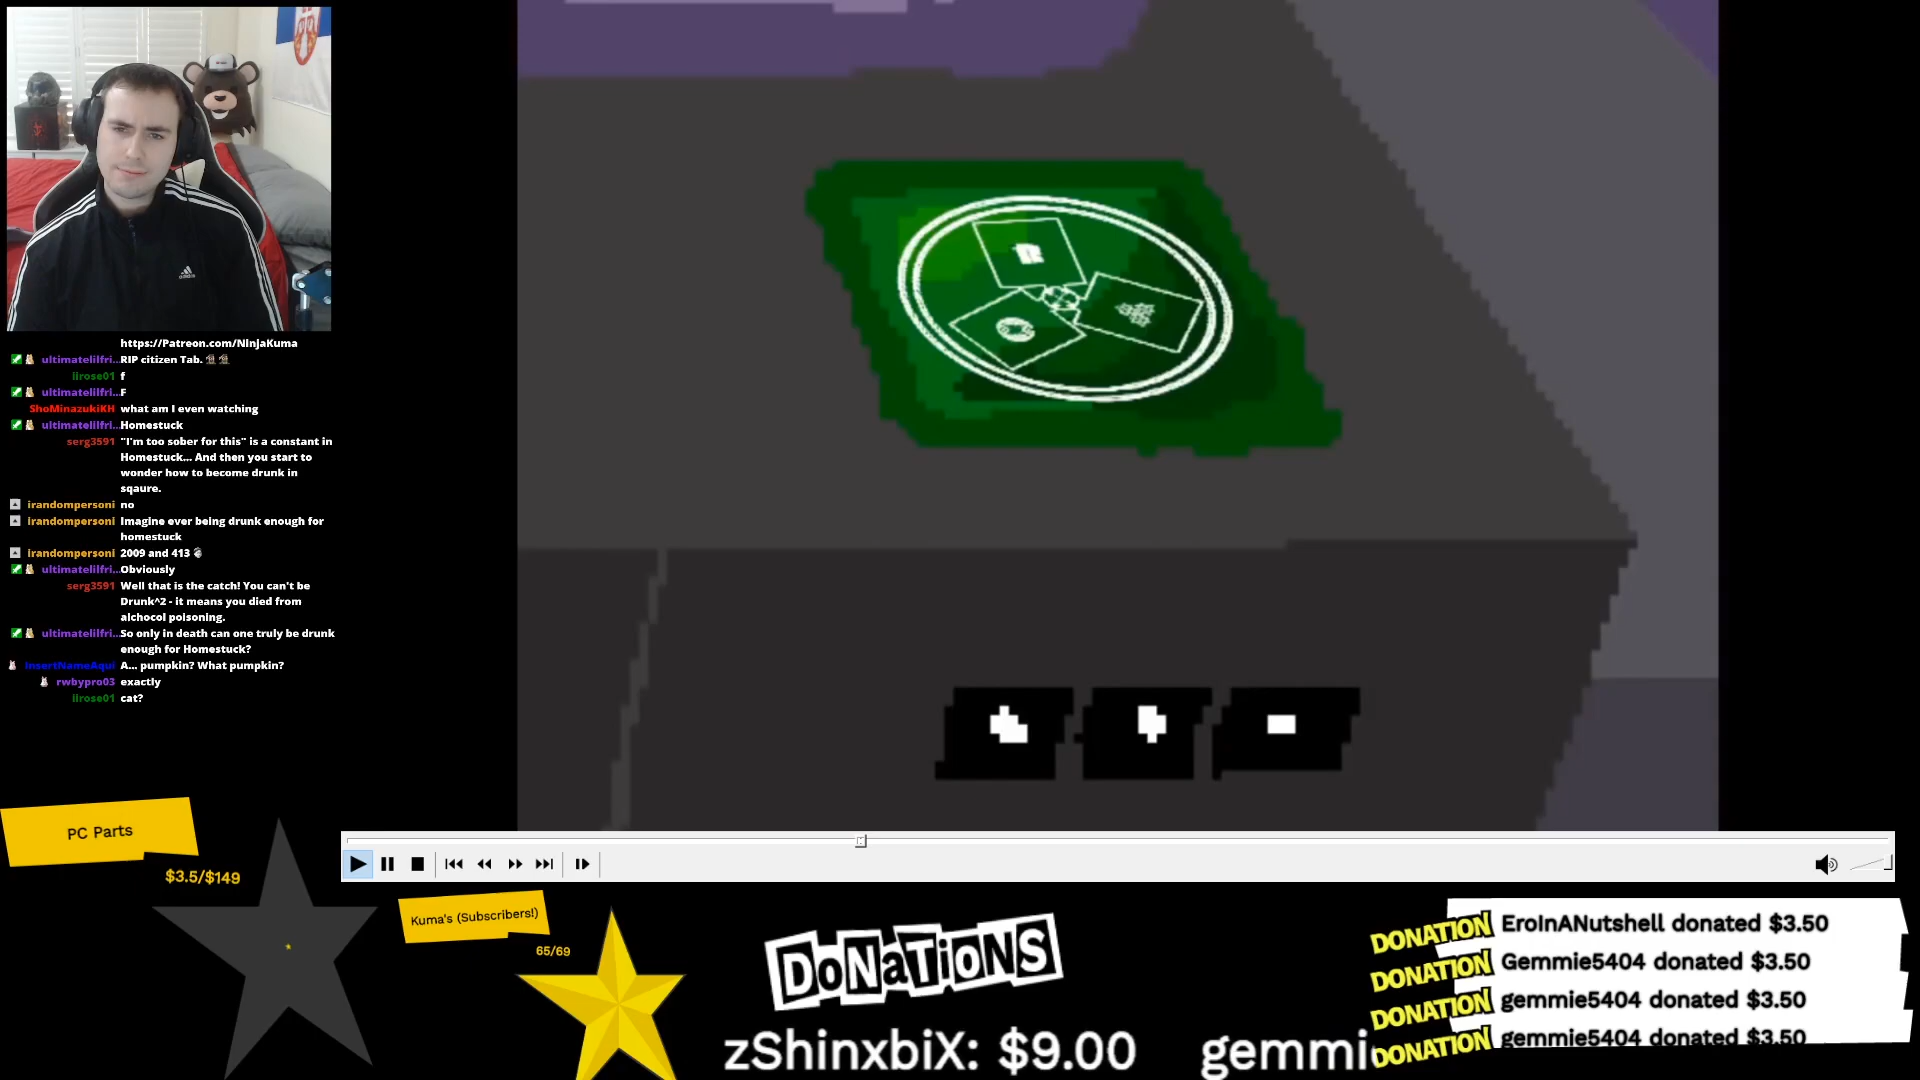 https://Patreon.com/NinjaKuma
ultimatelilfri... RIP citizen Tab.
lirose01 f
ultimatelilfri... F
ShoMinazukiKH what am I even watching
ultimatelilfri... Homestuck
serg3591 "I'm too sober for this" is a constant in
Homestuck... And then you start to
wonder how to become drunk in
sqaure.
irandompersoni no
irandompersoni Imagine ever being drunk enough for
homestuck
irandompersoni 2009 and 413
ultimatelilfri... Obviously
serg3591 Well that is the catch! You can't be
Drunk^2 - it means you died from
alchocol poisoning.
ultimatelilfri... So only in death can one truly be drunk
enough for Homestuck?
InsertNameAqui A... pumpkin? What pumpkin?
rwbypro03 exactly
lirose01 cat?
PC Parts
$3.5/$149
Kuma's (Subscribers!)
65/69
DoNaTiONS
zShinxbiX: $9.00 gemmi
DONATION EroInANutshell donated $3.50
DONATION Gemmie5404 donated $3.50
DONATION gemmie5404 donated $3.50
DONATION gemmie5404 donated $3.50